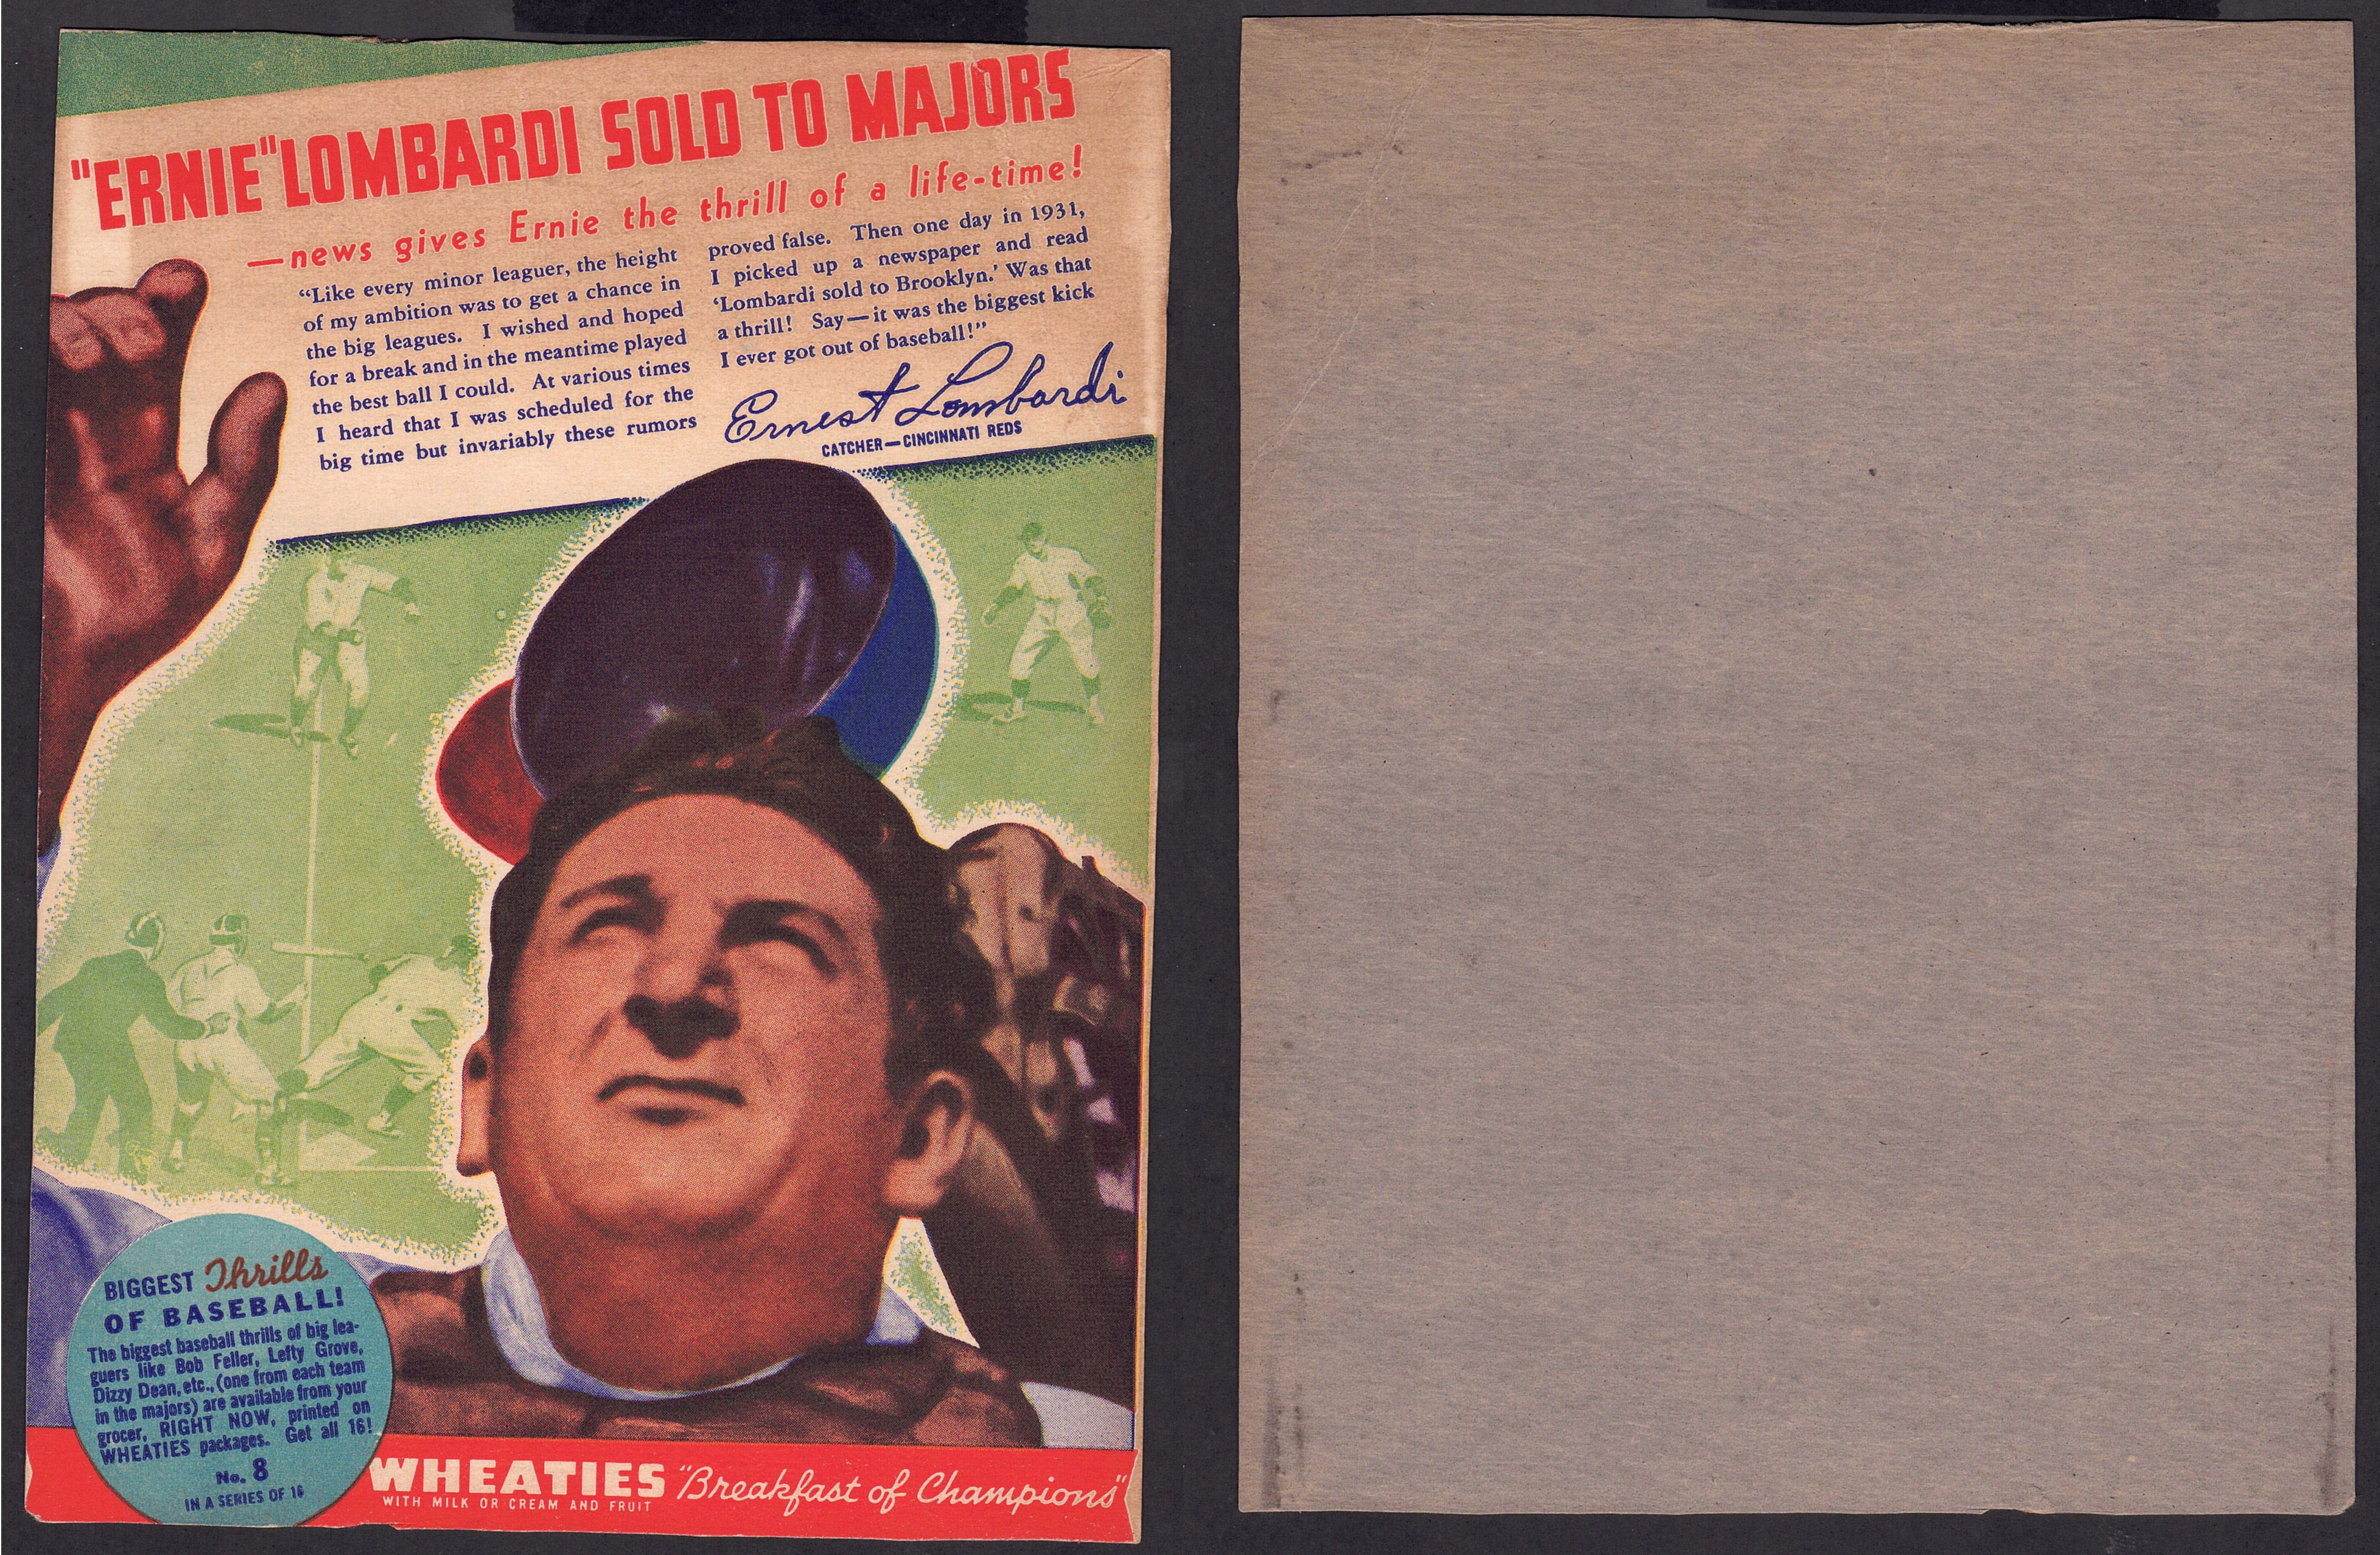 "ERNIE" LOMBARDI SOLD TO MAJORS
—news gives Ernie the thrill of a life-time!
"Like every minor leaguer, the height
of my ambition was to get a chance in
the big leagues. I wished and hoped
for a break and in the meantime played
the best ball I could. At various times
I heard that I was scheduled for the
big time but invariably these rumors
proved false. Then one day in 1931,
I picked up a newspaper and read
'Lombardi sold to Brooklyn.' Was that
a thrill! Say—it was the biggest kick
I ever got out of baseball!"
Ernest Lombardi
CATCHER—CINCINNATI REDS
BIGGEST Thrills
OF BASEBALL!
The biggest baseball thrills of big lea-
guers like Bob Feller, Lefty Grove,
Dizzy Dean, etc., (one from each team
in the majors) are available from your
grocer, RIGHT NOW, printed on
WHEATIES packages. Get all 16!
No. 8
IN A SERIES OF 16
WHEATIES "Breakfast of Champions"
WITH MILK OR CREAM AND FRUIT